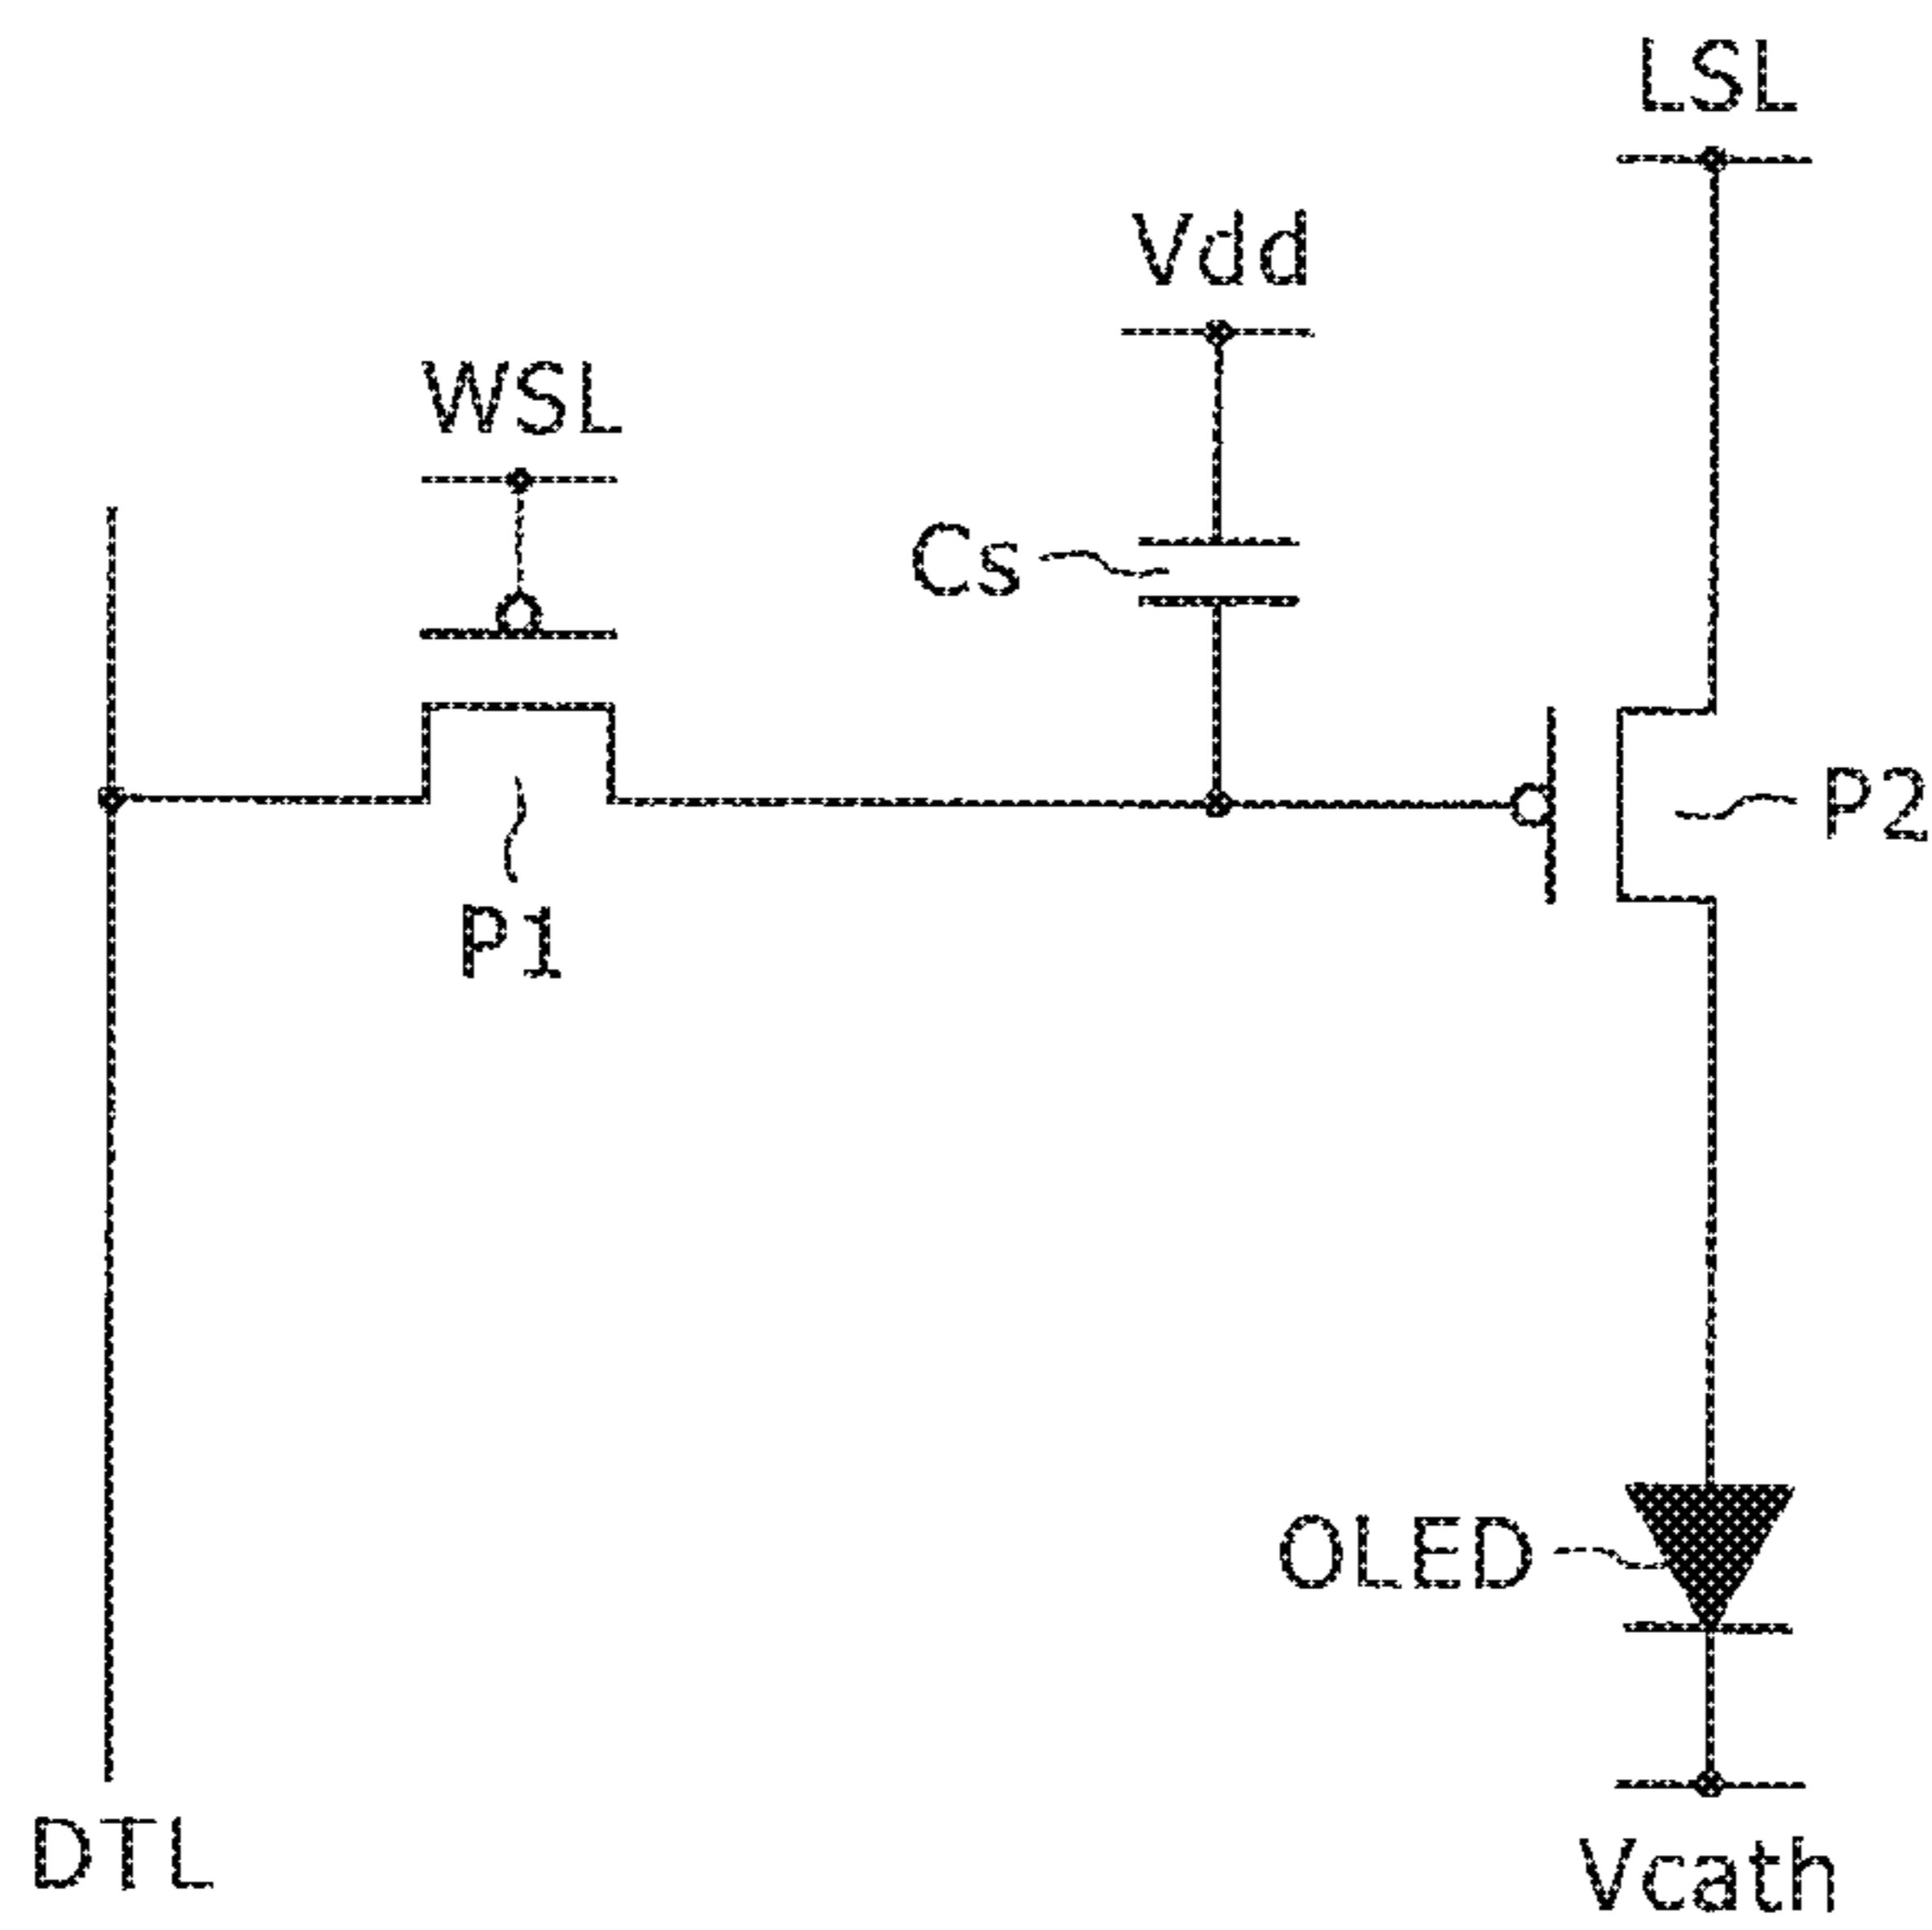 LSL
Vdd
WSL
Cs
P2
P1
OLED
DTL
Vcath